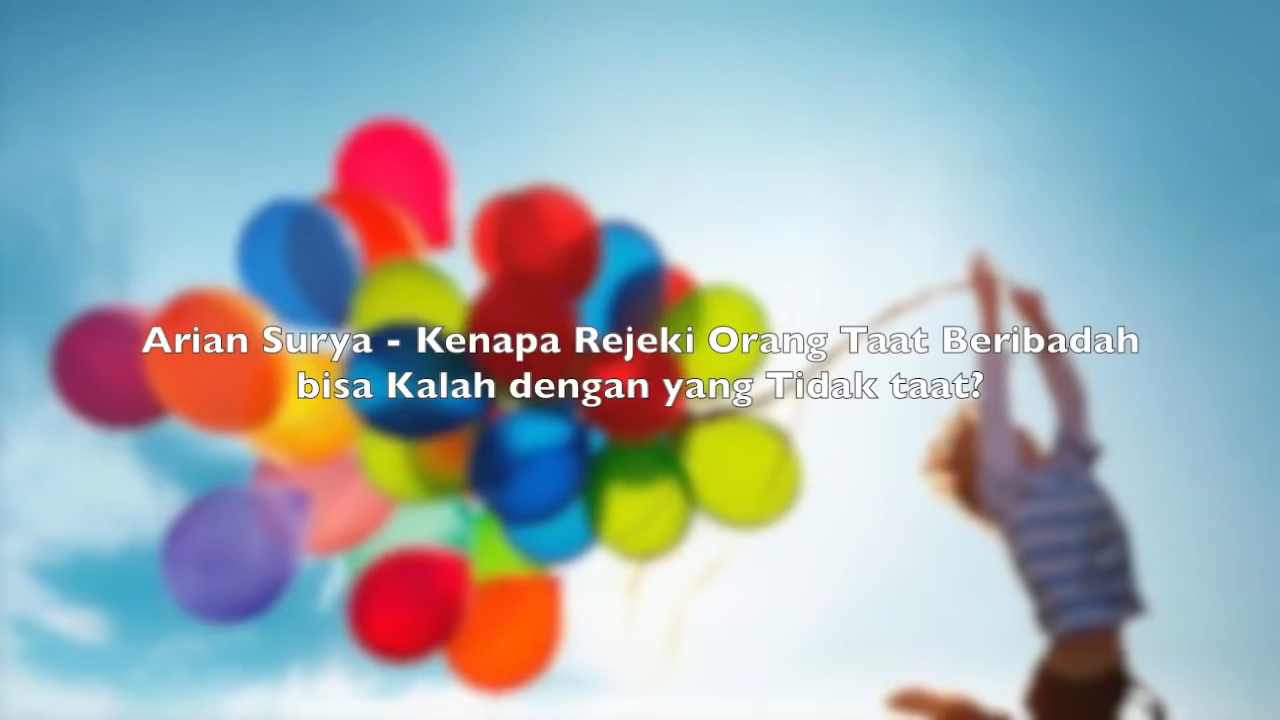 Arian Surya - Kenapa Rejeki Orang Taat Beribadah
bisa Kalah dengan yang Tidak taat?